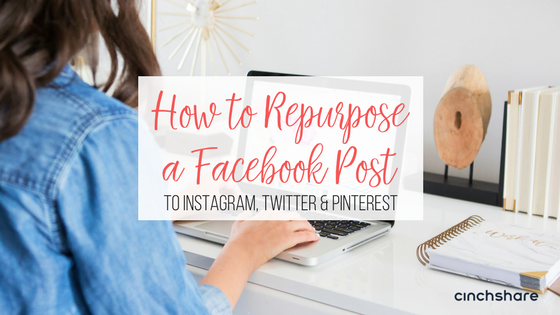 How to Repurpose
a Facebook Post
TO INSTAGRAM, TWITTER & PINTEREST
cinchshare